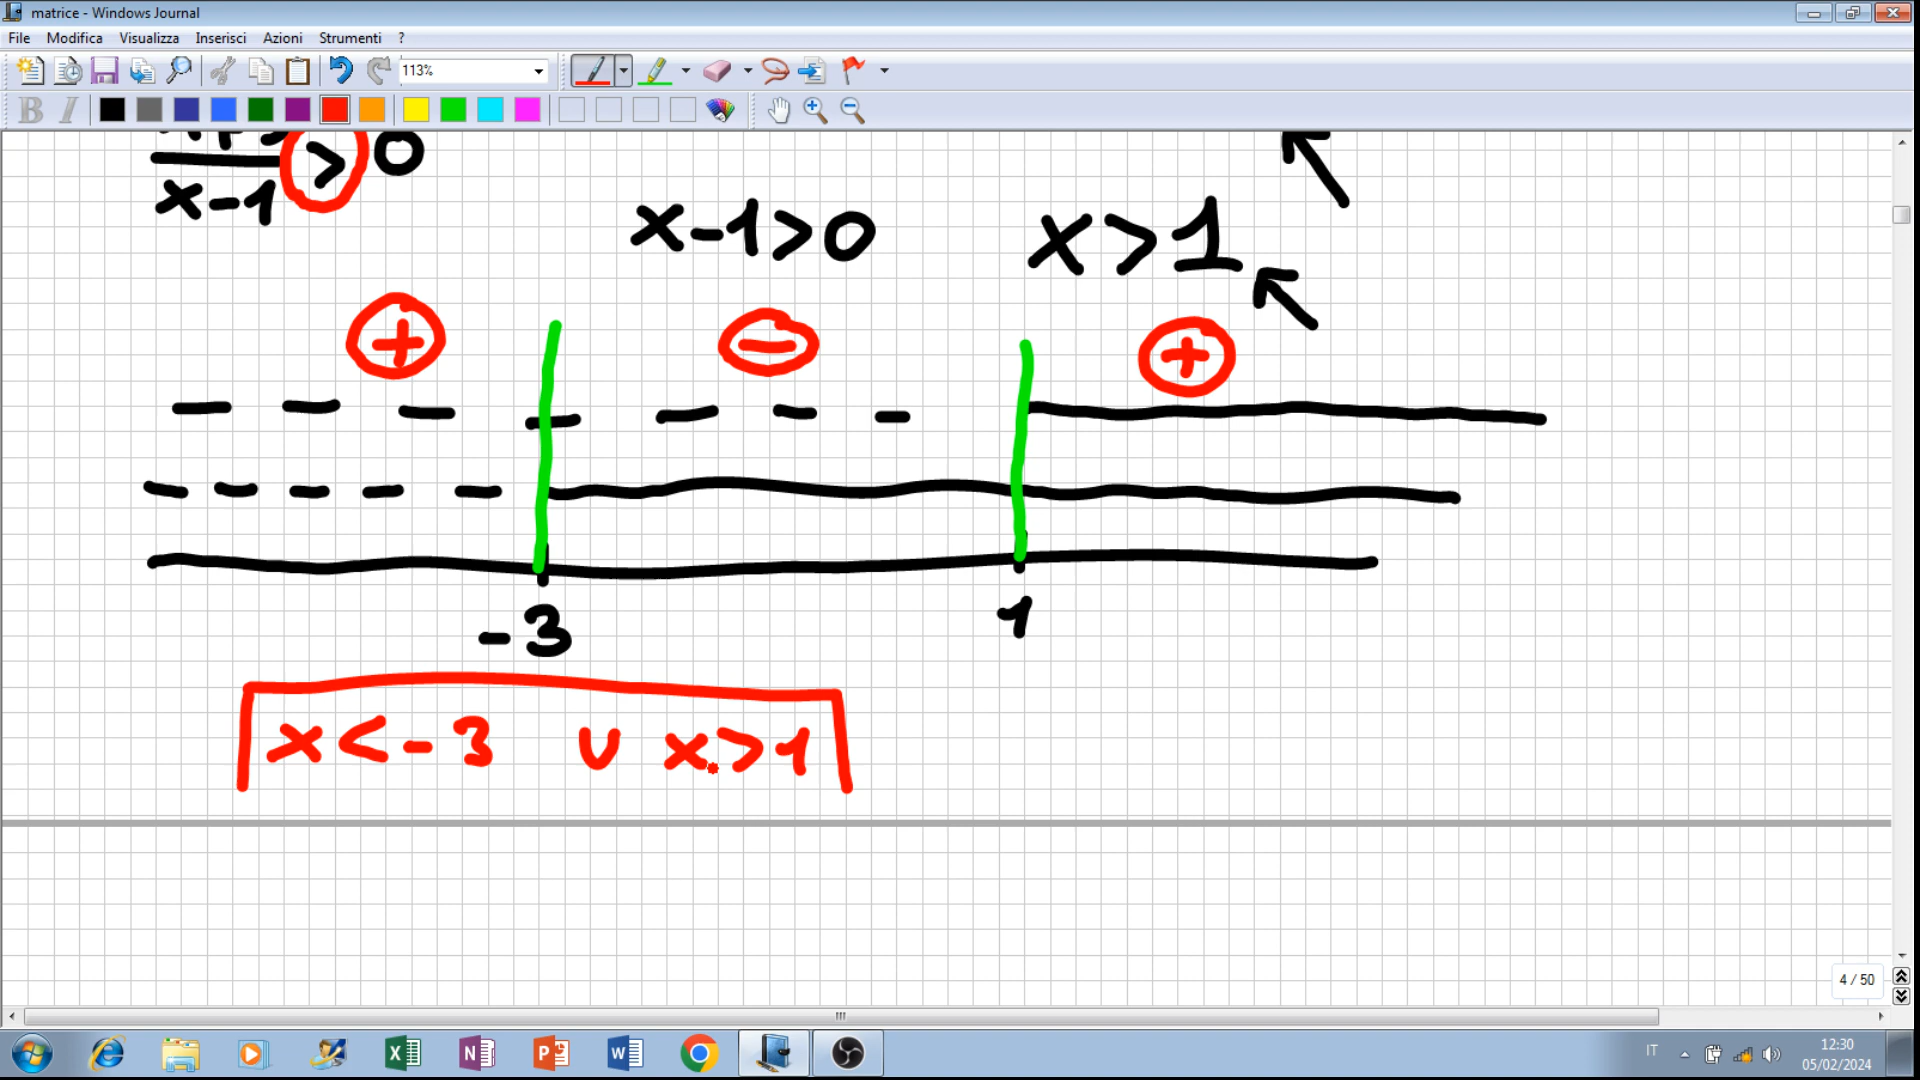 matrice - Windows Journal
File Modifica Visualizza Inserisci Azioni Strumenti ?
113%
B I
> 0
x-1
x-1>0 x>1
+ - +
-3 1
x<-3 ∪ x>1
4 / 50
IT
12:30
05/02/2024